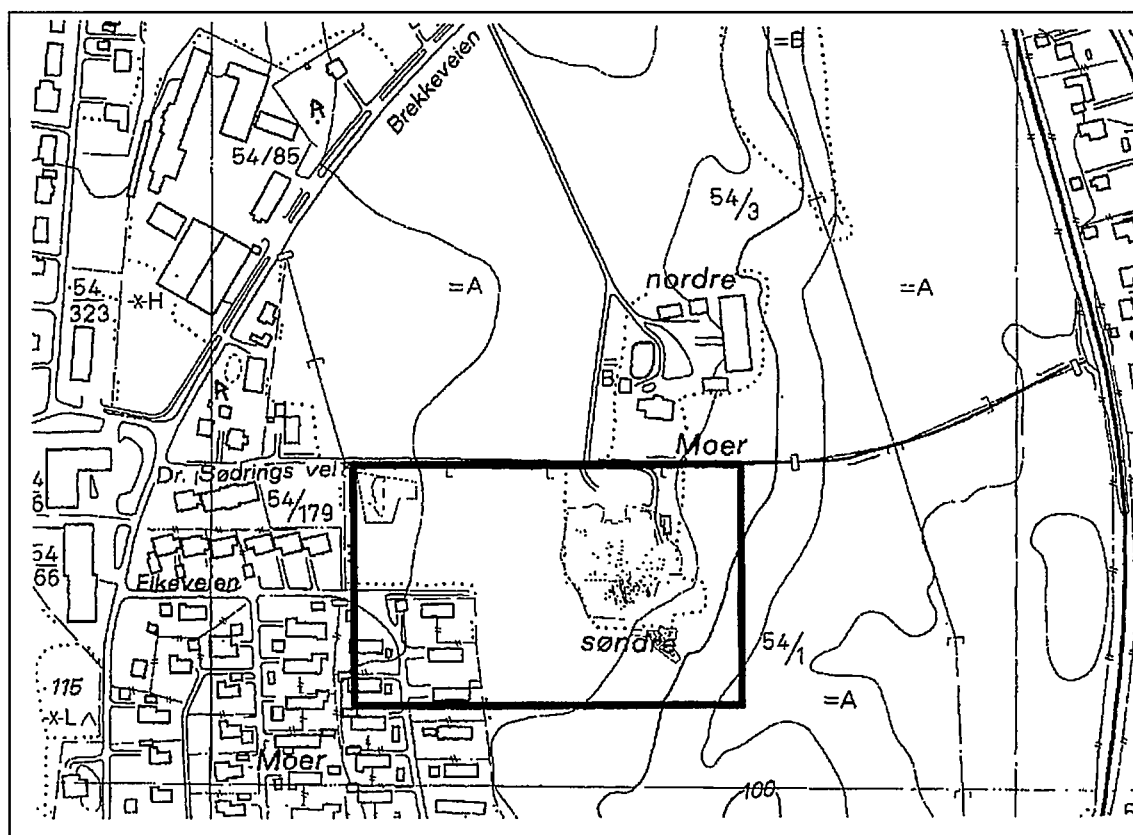 =B
Brekkeveien
A
54/85
54/3
nordre
54
323
-x-H
=A
=A
B
A
Moer
Dr. Sødrings vei
54/179
54
66
Eikeveien
søndre
54/1
115
-x-L
=A
Moer
100